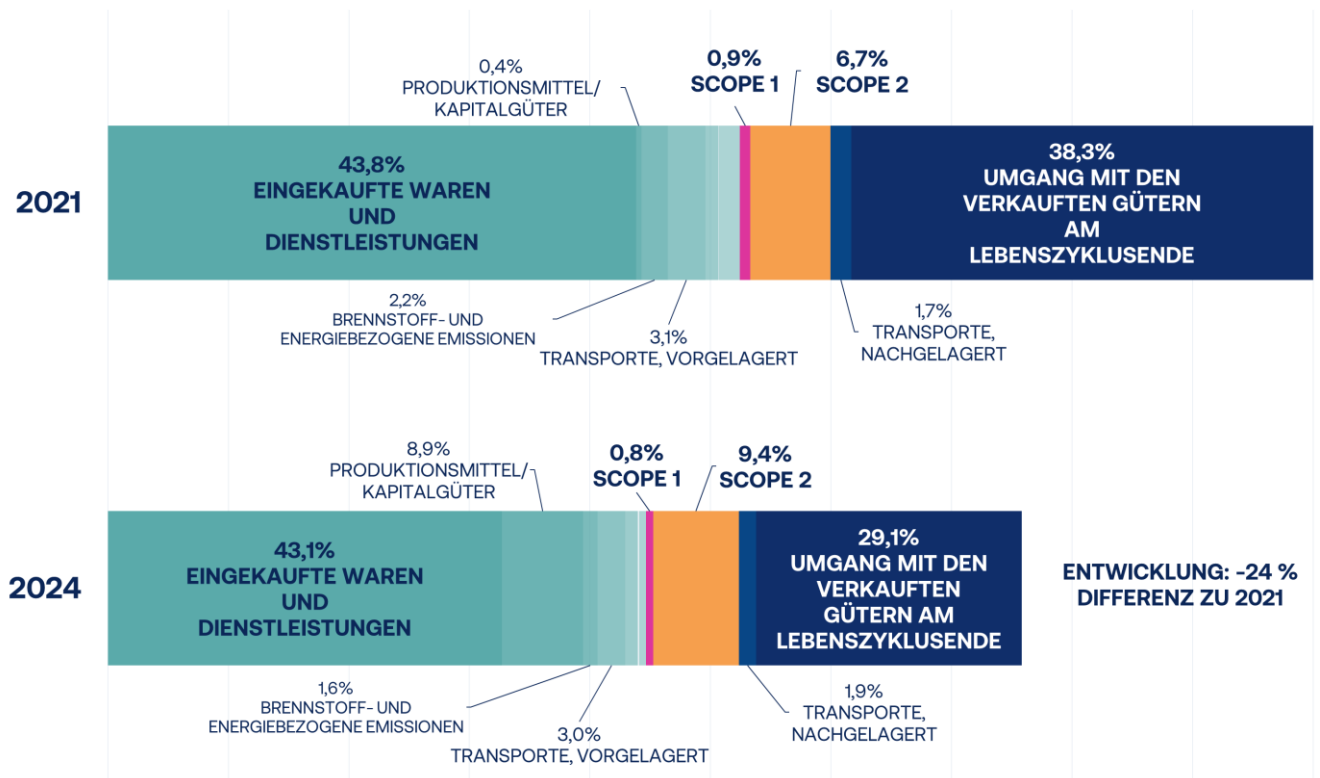 0,4%
PRODUKTIONSMITTEL/
KAPITALGÜTER
0,9%
SCOPE 1
6,7%
SCOPE 2
2021
43,8%
EINGEKAUFTE WAREN
UND
DIENSTLEISTUNGEN
38,3%
UMGANG MIT DEN
VERKAUFTEN GÜTERN
AM
LEBENSZYKLUSENDE
2,2%
BRENNSTOFF- UND
ENERGIEBEZOGENE EMISSIONEN
3,1%
TRANSPORTE, VORGELAGERT
1,7%
TRANSPORTE,
NACHGELAGERT
8,9%
PRODUKTIONSMITTEL/
KAPITALGÜTER
0,8%
SCOPE 1
9,4%
SCOPE 2
2024
43,1%
EINGEKAUFTE WAREN
UND
DIENSTLEISTUNGEN
29,1%
UMGANG MIT DEN
VERKAUFTEN
GÜTERN AM
LEBENSZYKLUSENDE
ENTWICKLUNG: -24 %
DIFFERENZ ZU 2021
1,6%
BRENNSTOFF- UND
ENERGIEBEZOGENE EMISSIONEN
3,0%
TRANSPORTE, VORGELAGERT
1,9%
TRANSPORTE,
NACHGELAGERT